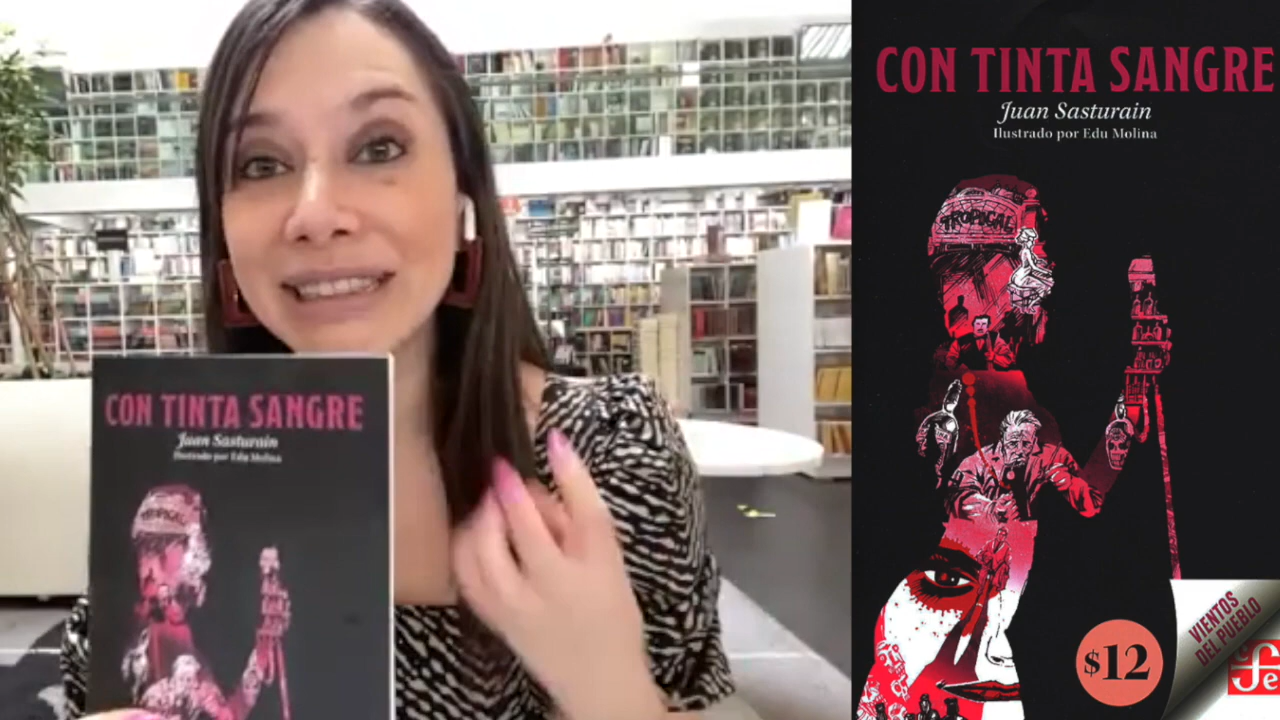 CON TINTA SANGRE
Juan Sasturain
Ilustrado por Edu Molina
TROPICAL
CON TINTA SANGRE
Juan Sasturain
Ilustrado por Edu Molina
TROPICAL
$12
VIENTOS
DEL PUEBLO